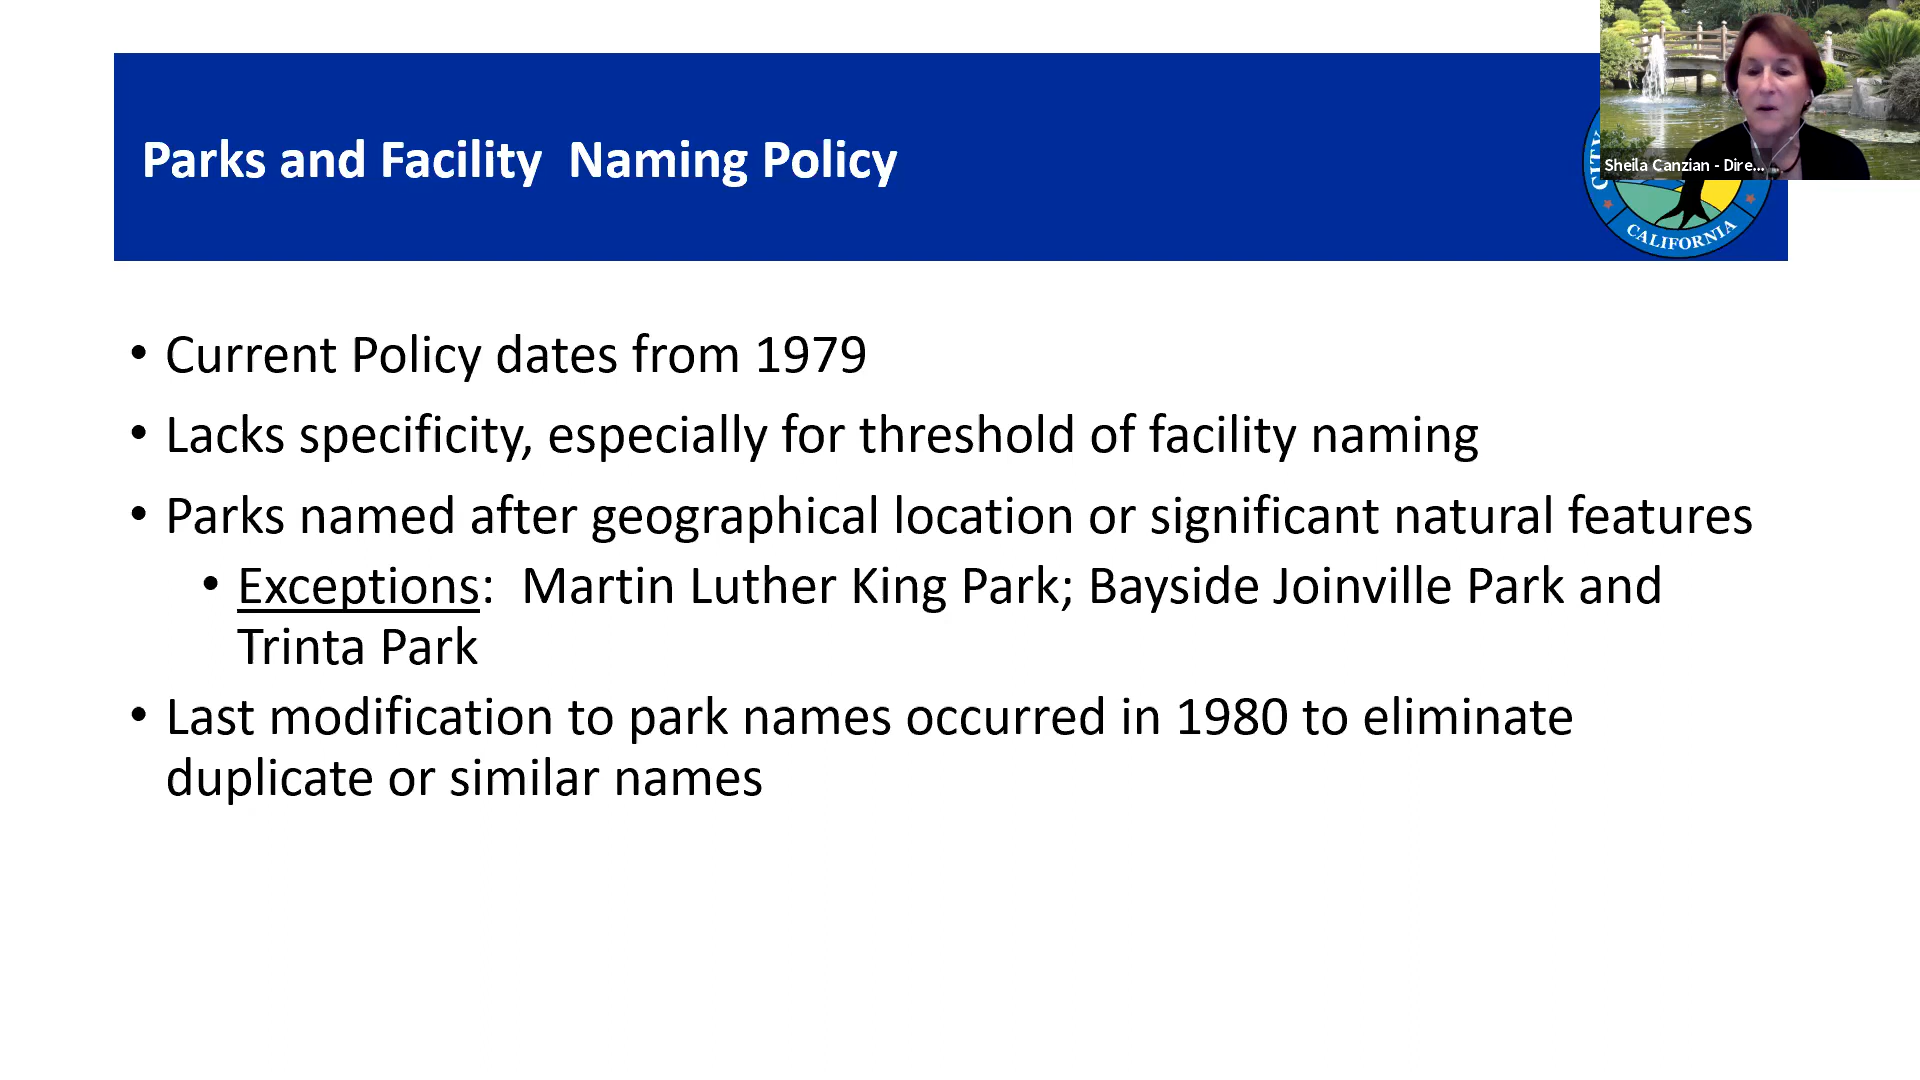 Parks and Facility  Naming Policy
Sheila Canzian - Dire...
CITY
CALIFORNIA
• Current Policy dates from 1979
• Lacks specificity, especially for threshold of facility naming
• Parks named after geographical location or significant natural features
• Exceptions:  Martin Luther King Park; Bayside Joinville Park and
Trinta Park
• Last modification to park names occurred in 1980 to eliminate
duplicate or similar names